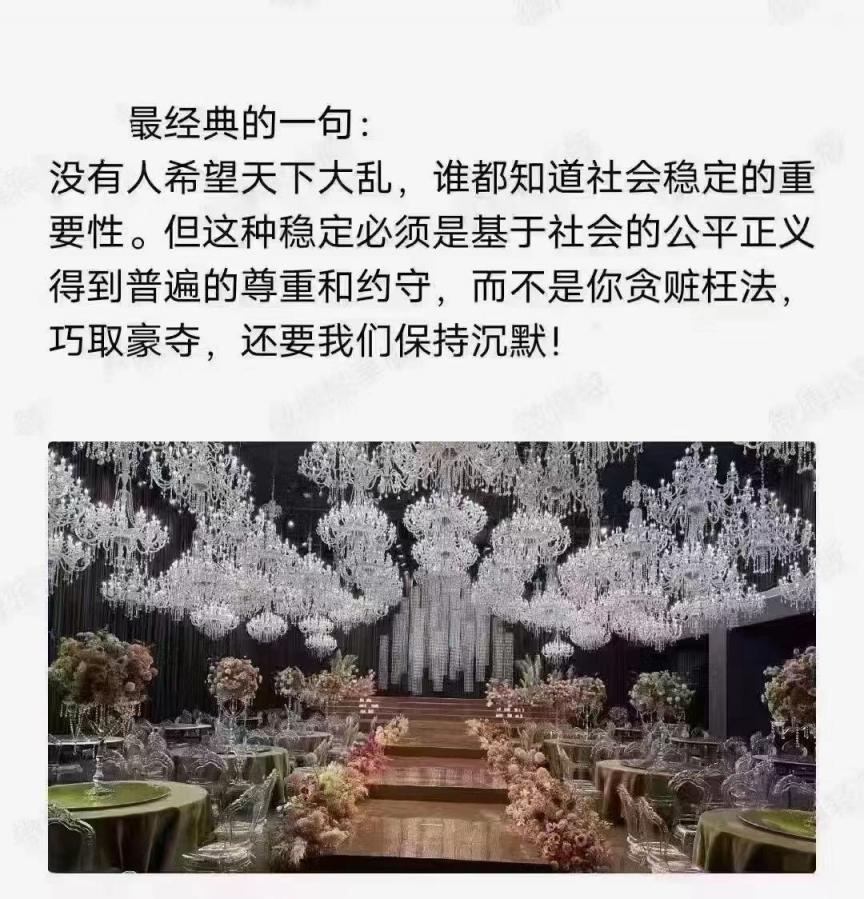 最经典的一句：
没有人希望天下大乱，谁都知道社会稳定的重
要性。但这种稳定必须是基于社会的公平正义
得到普遍的尊重和约守，而不是你贪赃枉法，
巧取豪夺，还要我们保持沉默！